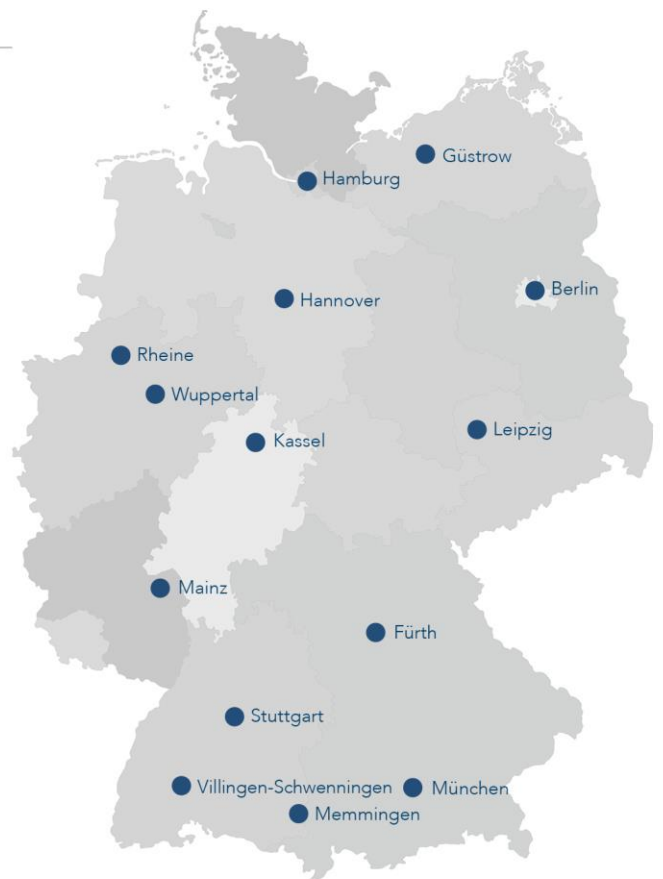 Güstrow
Hamburg
Berlin
Hannover
Rheine
Wuppertal
Leipzig
Kassel
Mainz
Fürth
Stuttgart
Villingen-Schwenningen
München
Memmingen